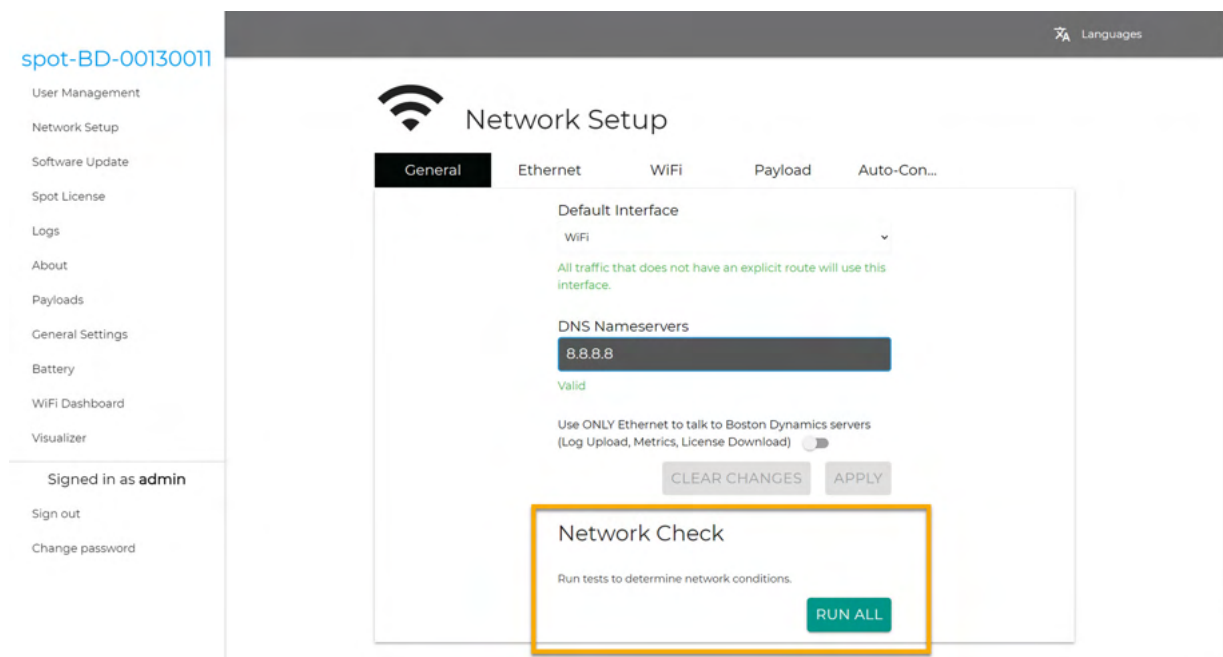 Languages
spot-BD-00130011
User Management
Network Setup
Software Update
Spot License
Logs
About
Payloads
General Settings
Battery
WiFi Dashboard
Visualizer
Signed in as admin
Sign out
Change password
Network Setup
General Ethernet WiFi Payload Auto-Con...
Default Interface
WiFi
All traffic that does not have an explicit route will use this
interface.
DNS Nameservers
8.8.8.8
Valid
Use ONLY Ethernet to talk to Boston Dynamics servers
(Log Upload, Metrics, License Download)
CLEAR CHANGES APPLY
Network Check
Run tests to determine network conditions.
RUN ALL